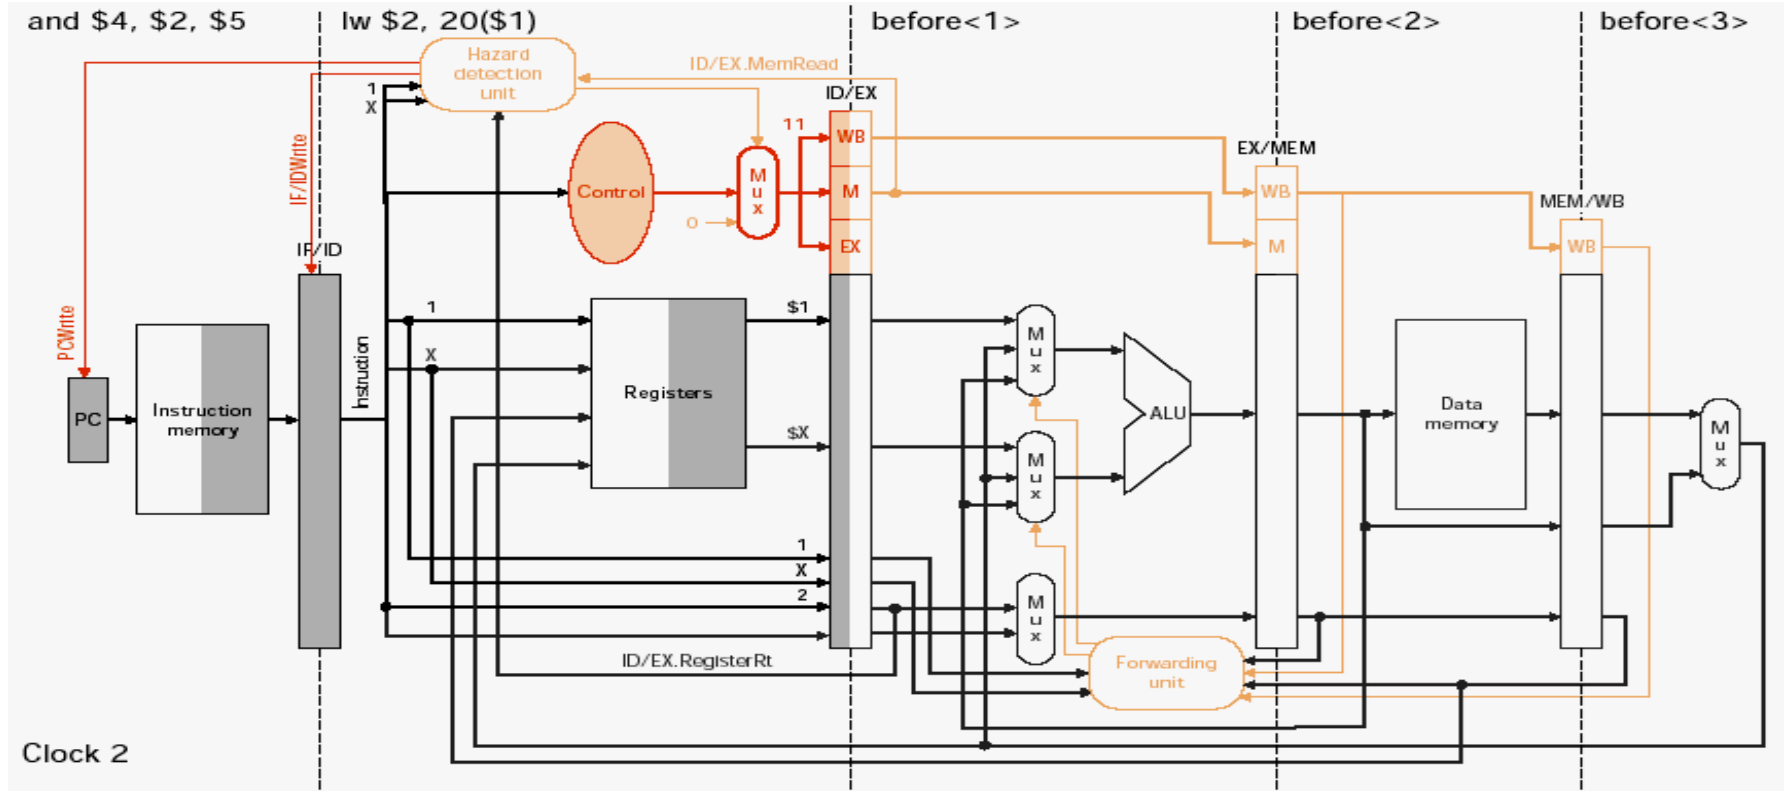 and $4, $2, $5
lw $2, 20($1)
before<1>
before<2>
before<3>
Hazard
detection
unit
ID/EX.MemRead
1
X
ID/EX
11
WB
EX/MEM
IF/IDWrite
Control
M
u
x
M
WB
MEM/WB
0
EX
M
WB
IF/ID
PCWrite
1
$1
Instruction
X
M
u
x
Registers
PC
Instruction
memory
ALU
Data
memory
M
u
x
$X
M
u
x
1
X
2
M
u
x
ID/EX.RegisterRt
Forwarding
unit
Clock 2